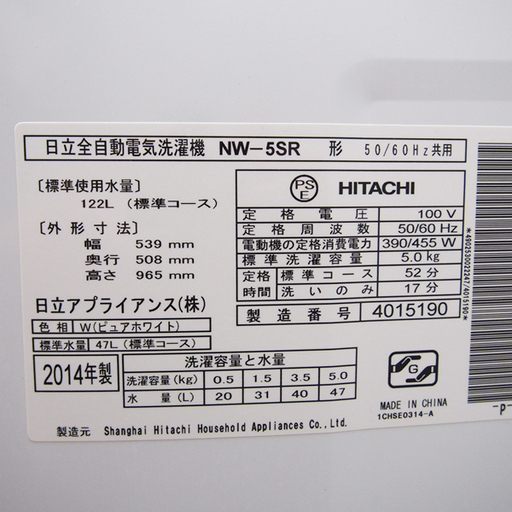 日立全自動電気洗濯機 NW-5SR 形 50/60Hz共用
〔標準使用水量〕
122L (標準コース)
〔外形寸法〕
幅 539 mm
奥行 508 mm
高さ 965 mm
日立アプライアンス(株)
色相 W(ピュアホワイト)
標準水量 47L (標準コース)
PS
E
HITACHI
定格電圧 100 V
定格周波数 50/60 Hz
電動機の定格消費電力 390/455 W
標準洗濯容量 5.0kg
定格 標準コース 52分
時間 洗いのみ 17分
製造番号 4015190
*4902530022247/4015190*
2014年製
洗濯容量と水量
洗濯容量(kg) 0.5 1.5 3.5 5.0
水量(L) 20 31 40 47
G
MADE IN CHINA
1CHSE0314-A
-P-
製造元 Shanghai Hitachi Household Appliances Co.,Ltd.